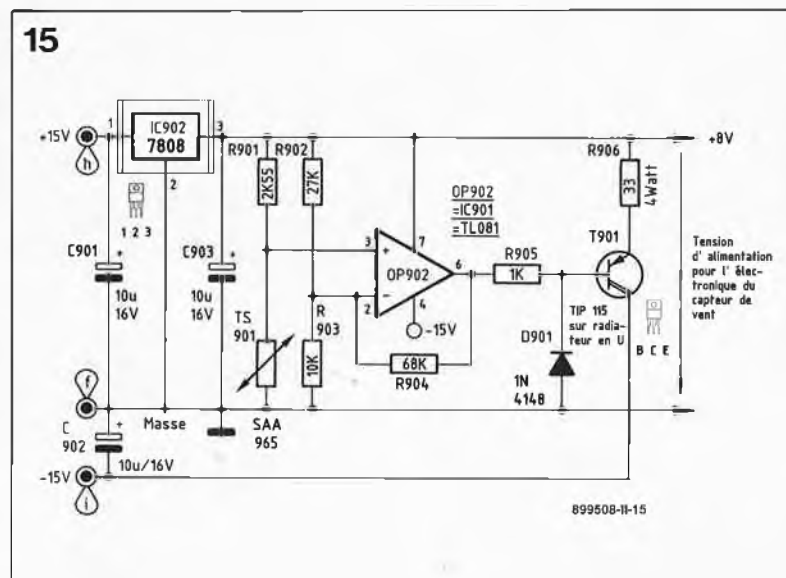 15
+15V
h
1
IC902
7808
3
2
1 2 3
R901
2K55
R902
27K
OP902
=IC901
=TL081
R906
33
4Watt
+8V
C901
+
10u
16V
C903
+
10u
16V
3
+
7
OP902
6
−
2
4
-15V
R905
1K
T901
TIP 115
sur radia-
teur en U
B C E
Tension
d' alimentation
pour l' élec-
tronique du
capteur de
vent
TS
901
R
903
10K
68K
R904
D901
1N
4148
f
Masse
SAA
965
C
902
+
10u/16V
-15V
i
899508-II-15